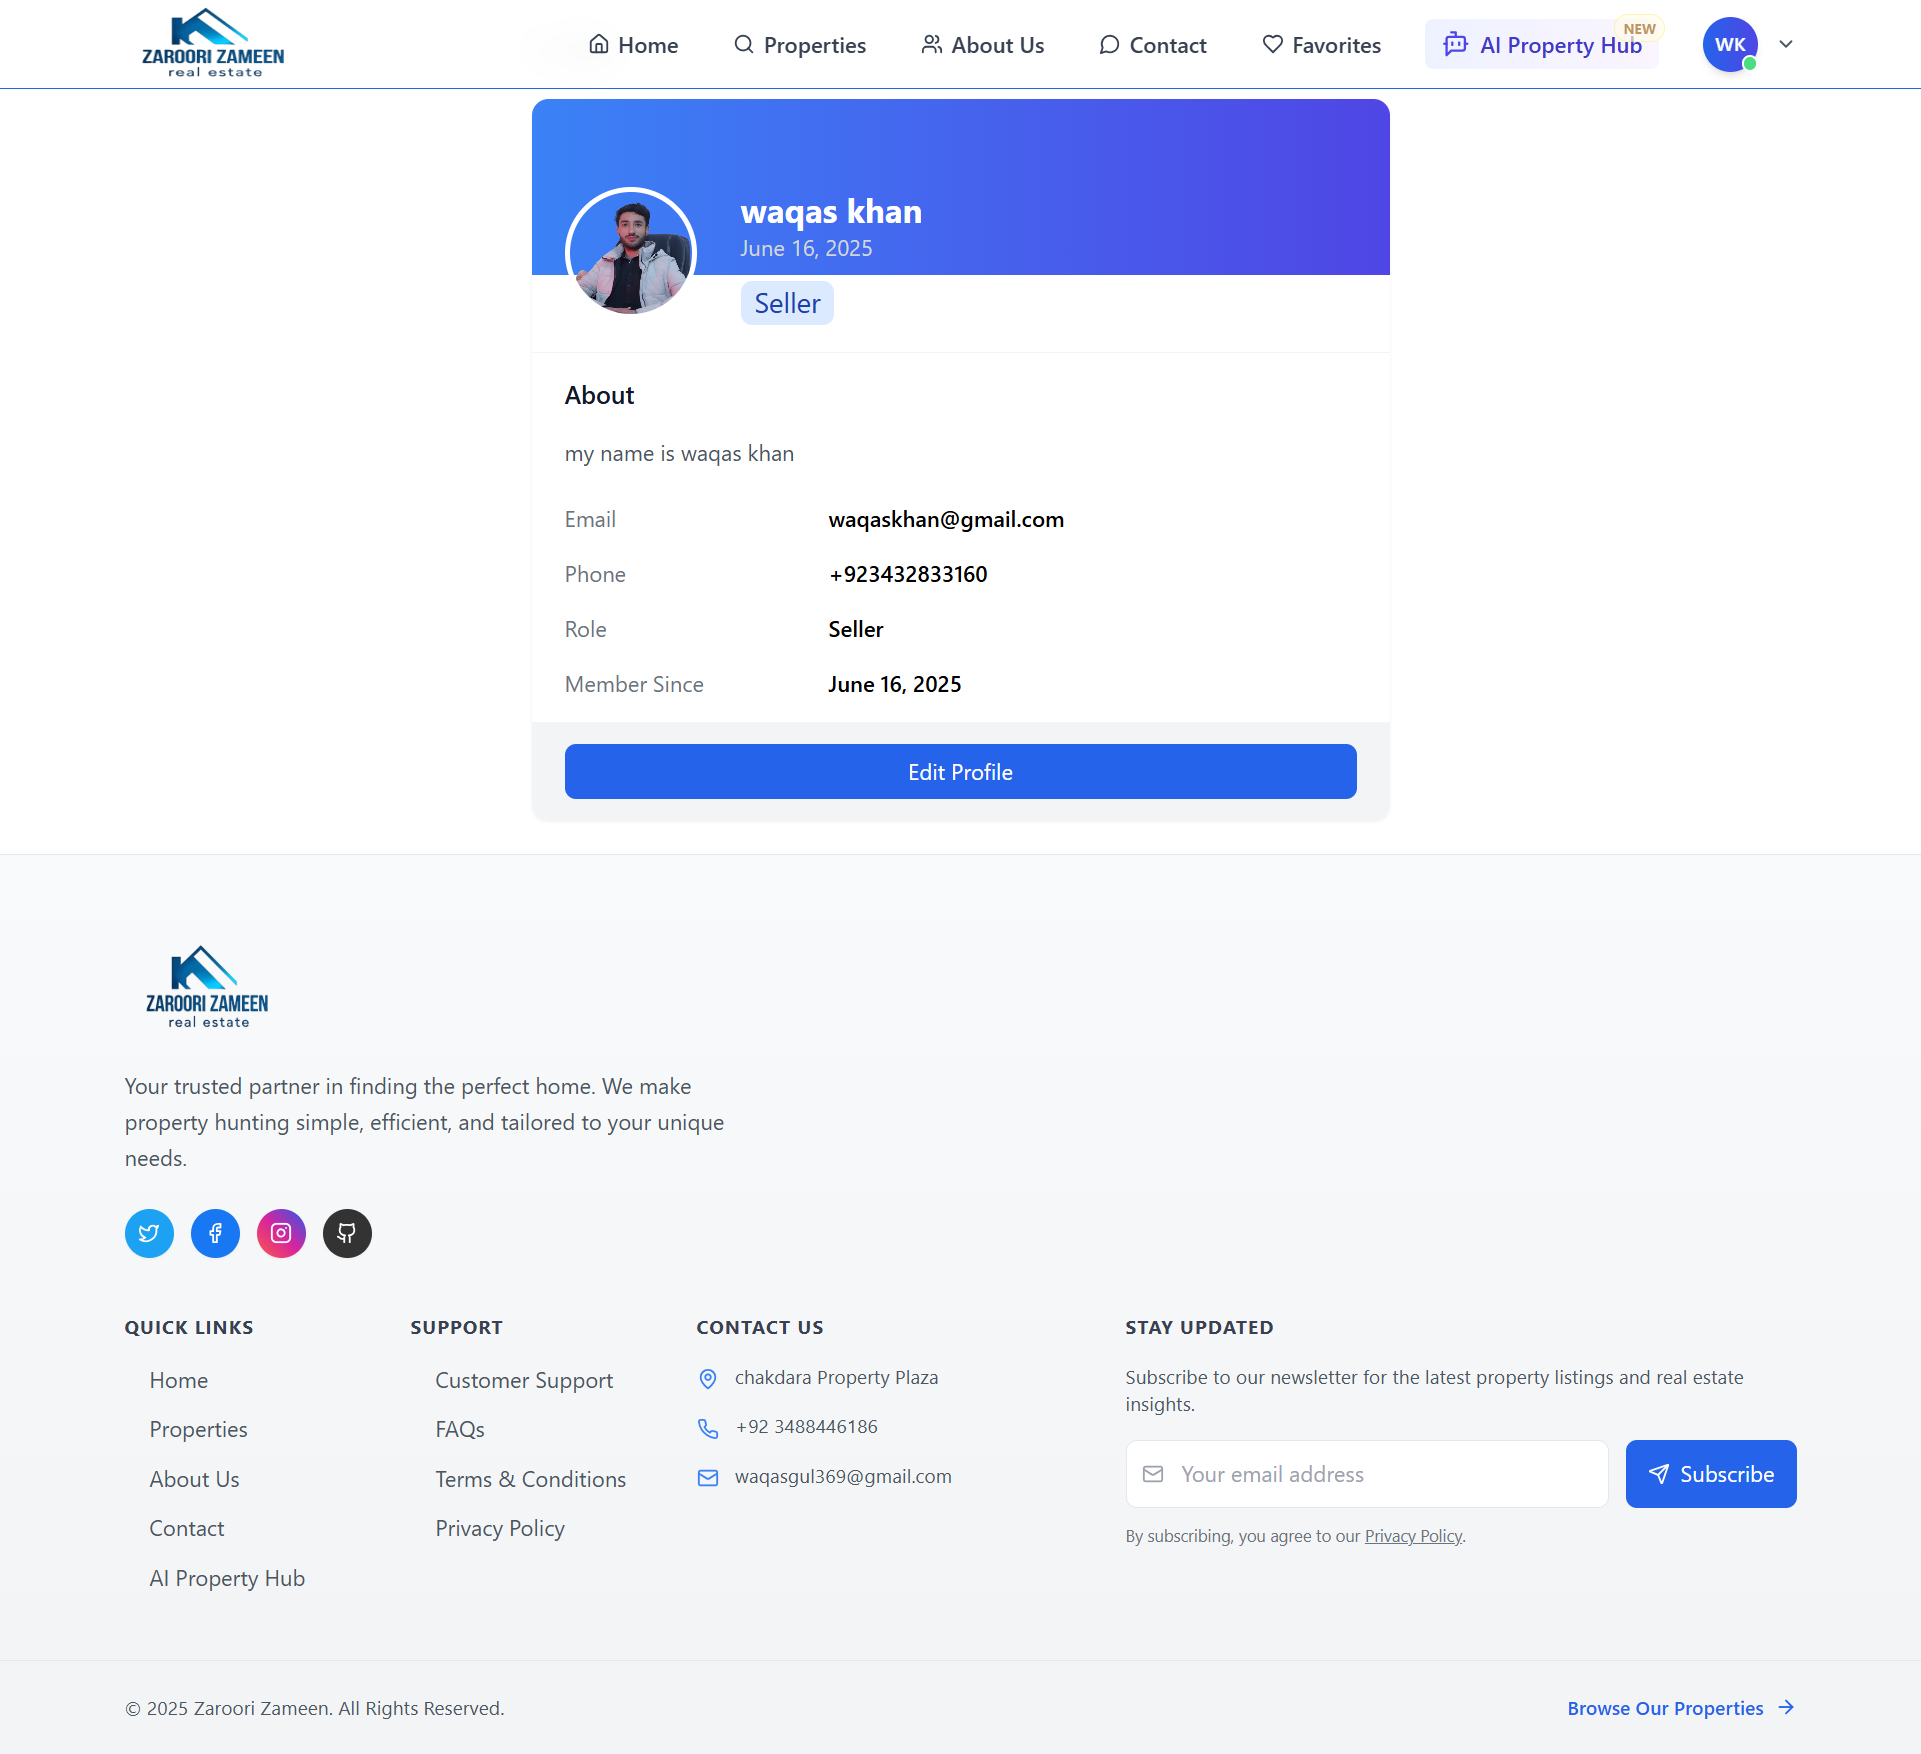 ZAROORI ZAMEEN
real estate
Home
Properties
About Us
Contact
Favorites
AI Property Hub
NEW
WK
waqas khan
June 16, 2025
Seller
About
my name is waqas khan
Email waqaskhan@gmail.com
Phone +923432833160
Role Seller
Member Since June 16, 2025
Edit Profile
ZAROORI ZAMEEN
real estate
Your trusted partner in finding the perfect home. We make
property hunting simple, efficient, and tailored to your unique
needs.
QUICK LINKS
Home
Properties
About Us
Contact
AI Property Hub
SUPPORT
Customer Support
FAQs
Terms & Conditions
Privacy Policy
CONTACT US
chakdara Property Plaza
+92 3488446186
waqasgul369@gmail.com
STAY UPDATED
Subscribe to our newsletter for the latest property listings and real estate
insights.
Your email address
Subscribe
By subscribing, you agree to our Privacy Policy.
© 2025 Zaroori Zameen. All Rights Reserved.
Browse Our Properties